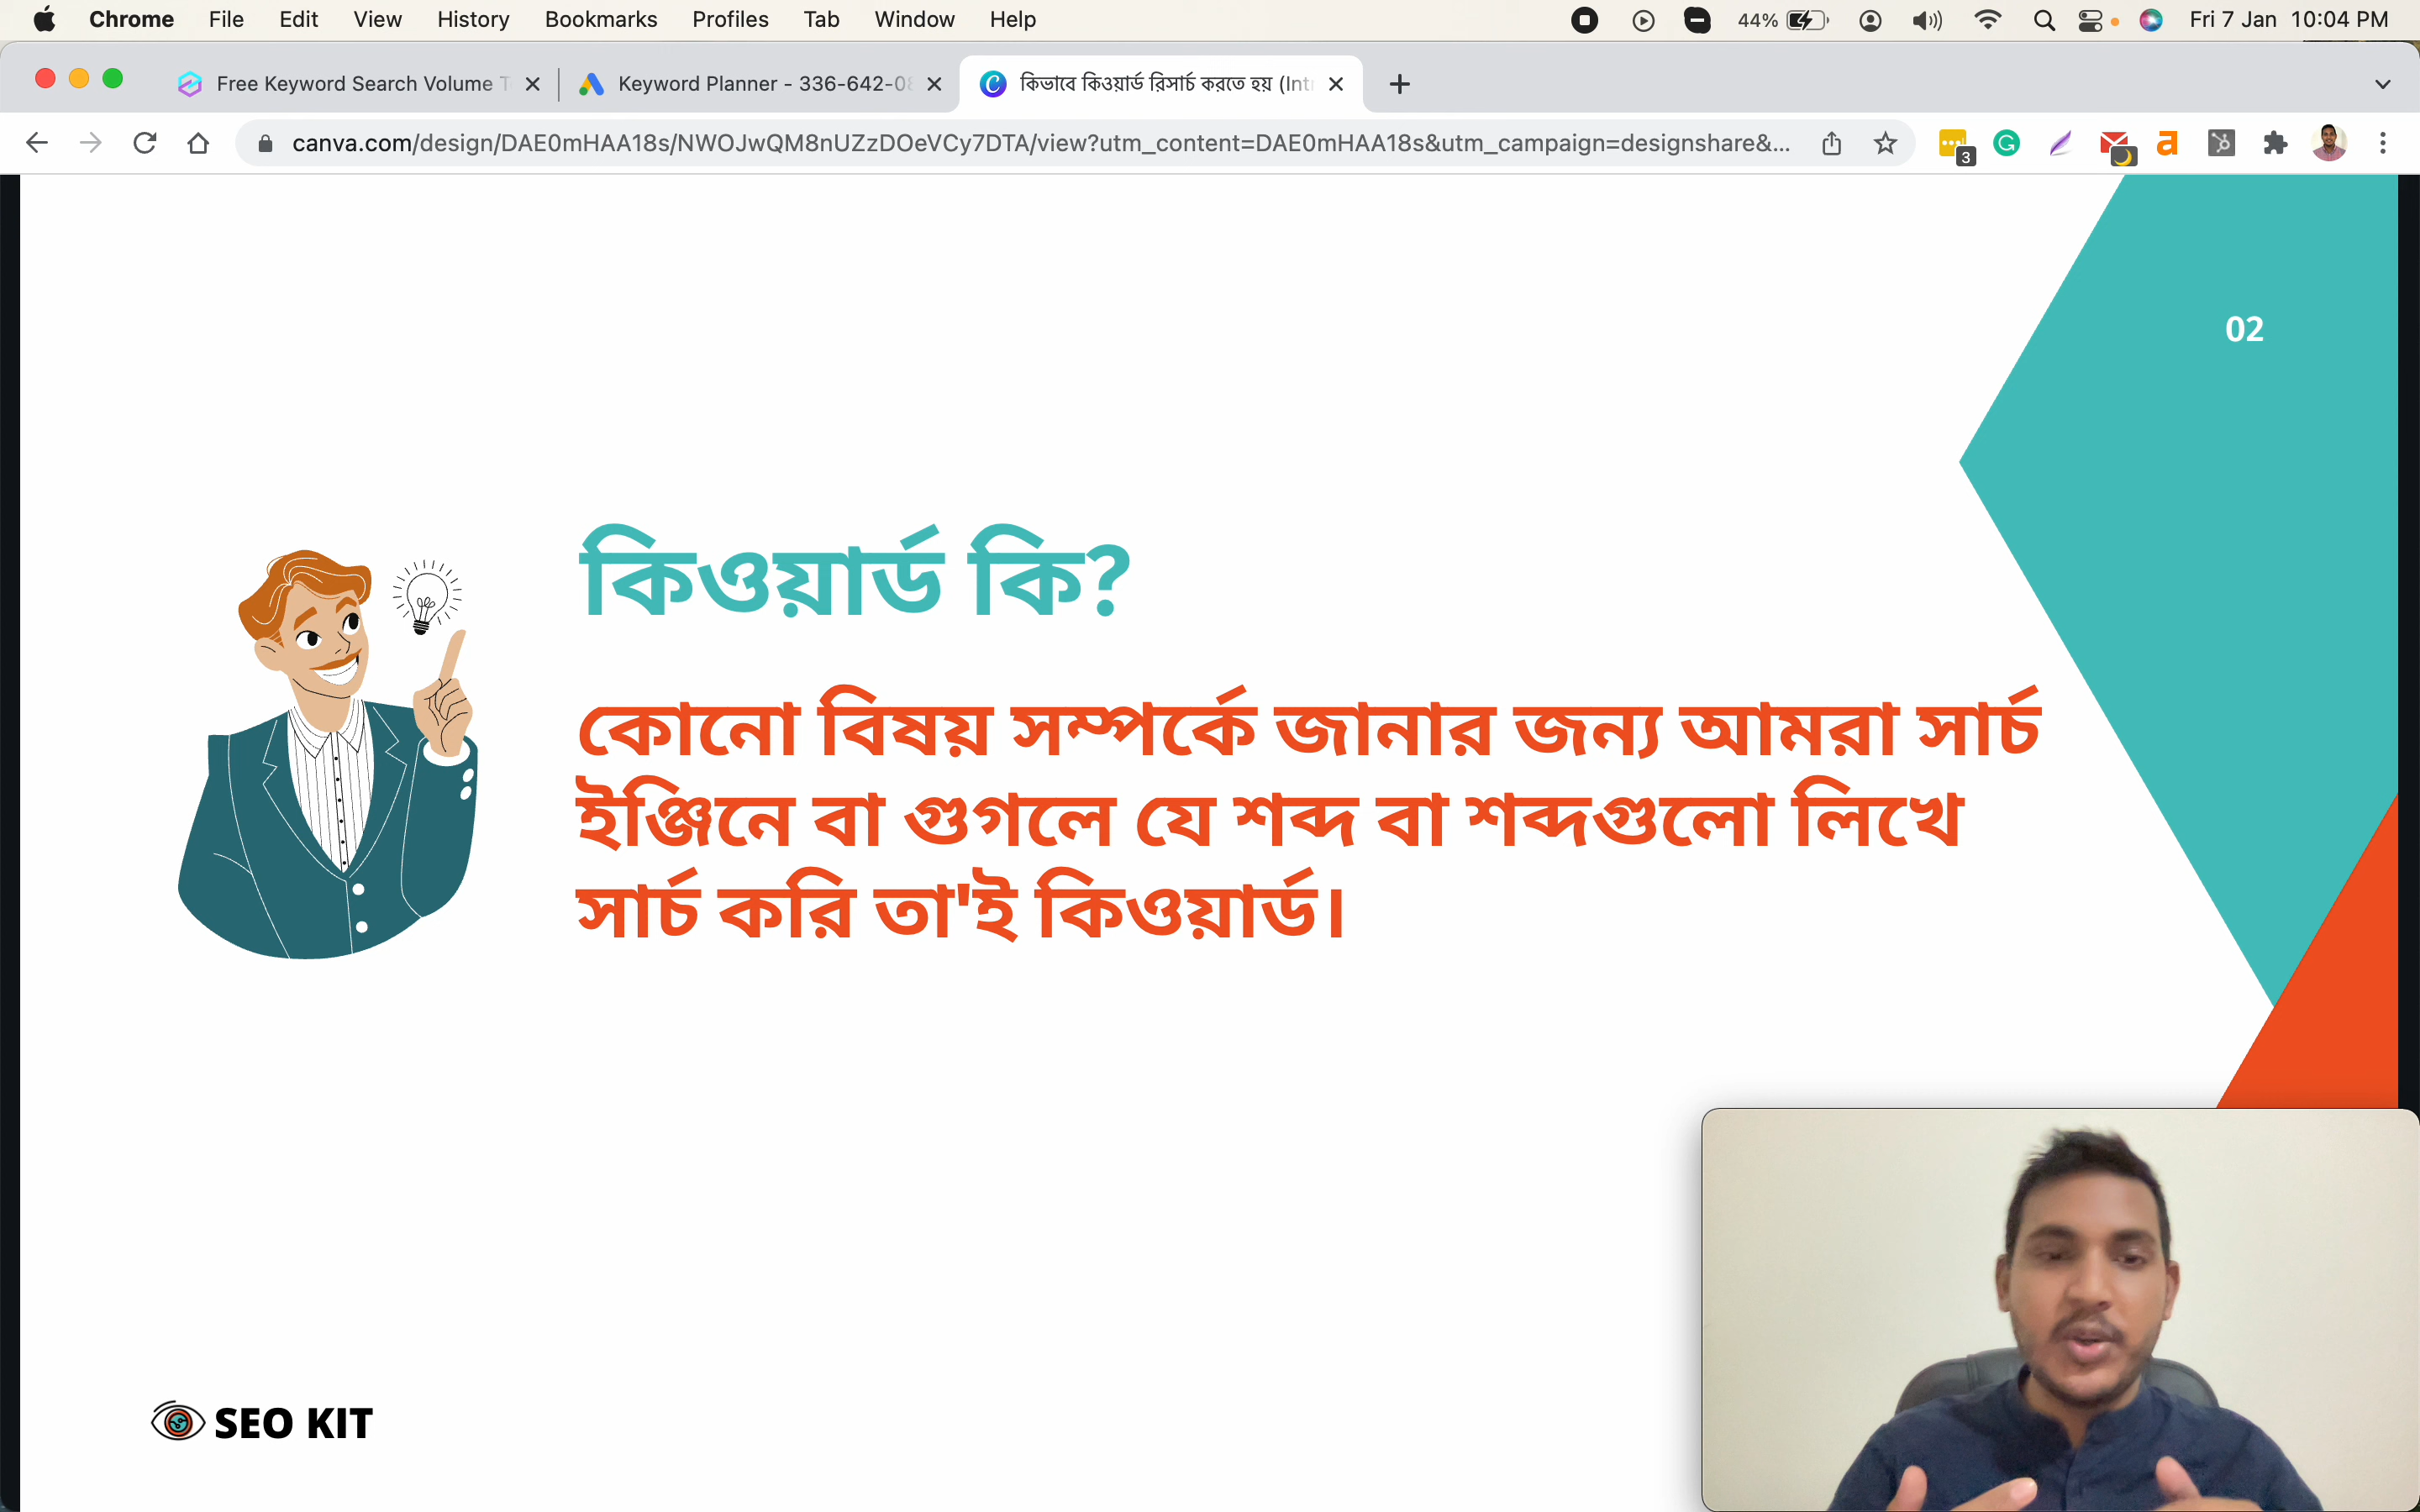 Chrome File Edit View History Bookmarks Profiles Tab Window Help 44% Fri 7 Jan 10:04 PM
Free Keyword Search Volume Keyword Planner - 336-642-08 কিভাবে কিওয়ার্ড রিসার্চ করতে হয় (Int
canva.com/design/DAE0mHAA18s/NWOJwQM8nUZzDOeVCy7DTA/view?utm_content=DAE0mHAA18s&utm_campaign=designshare&... 3
02
কিওয়ার্ড কি?
কোনো বিষয় সম্পর্কে জানার জন্য আমরা সার্চ
ইঞ্জিনে বা গুগলে যে শব্দ বা শব্দগুলো লিখে
সার্চ করি তা'ই কিওয়ার্ড।
SEO KIT